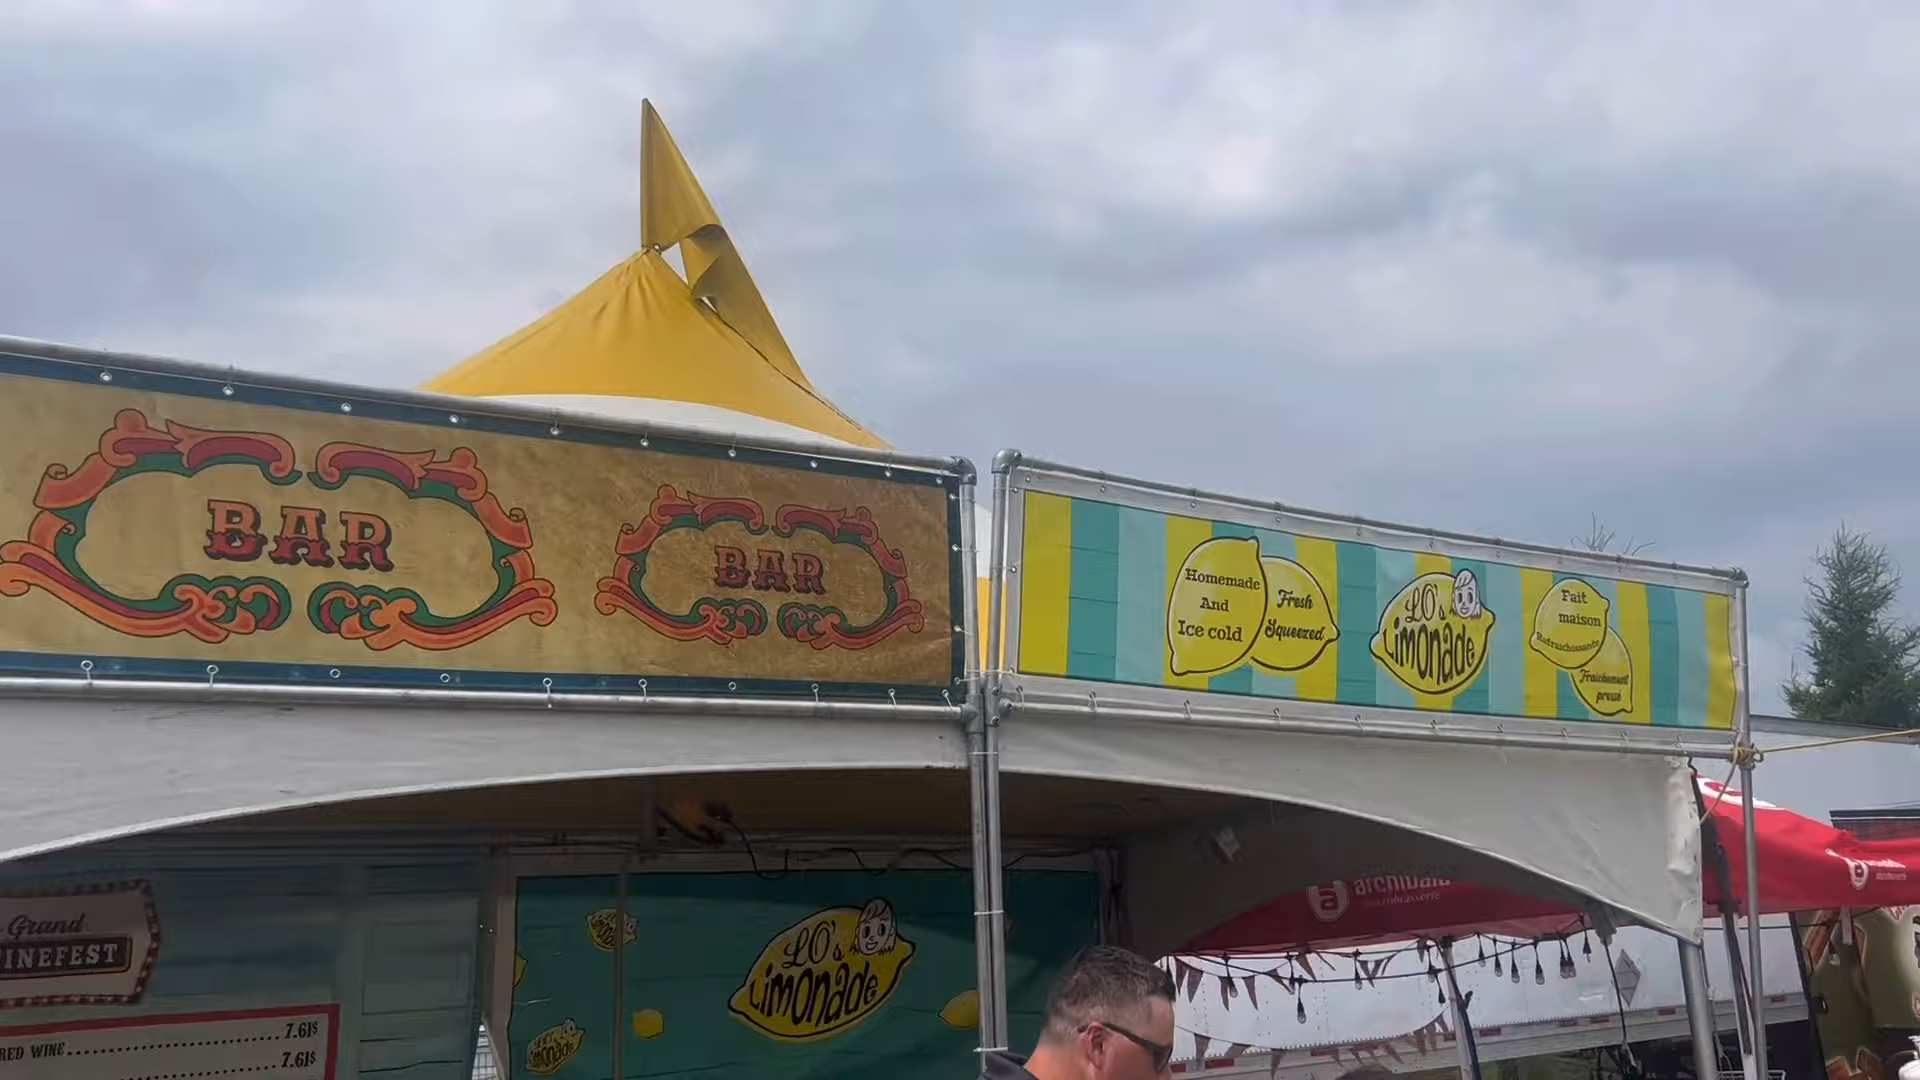 BAR
BAR
Homemade
And
Ice cold
Fresh
Squeezed
LO's
Limonade
Fait
maison
Rafraichissante
Fraichement
pressé
Grand
INEFEST
RED WINE 7.61$
7.61$
LO's
Limonade
archibald
microbrasserie